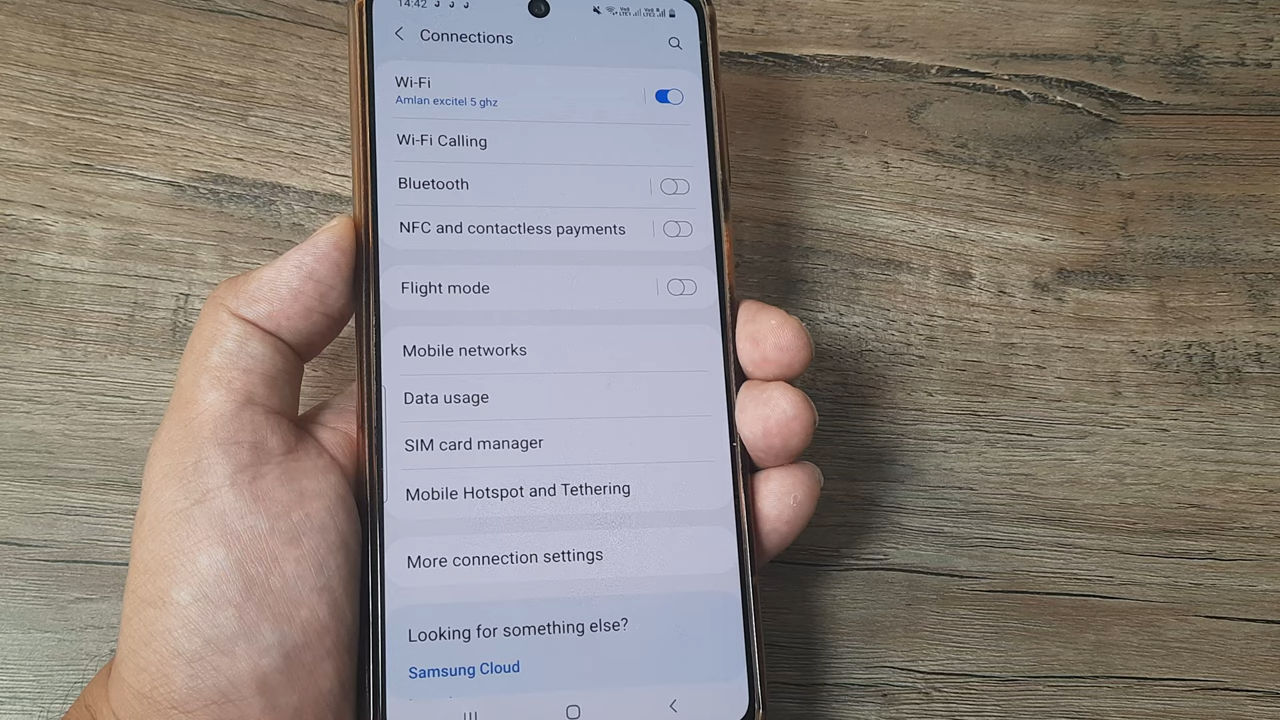 14:42
Connections
Wi-Fi
Amlan excitel 5 ghz
Wi-Fi Calling
Bluetooth
NFC and contactless payments
Flight mode
Mobile networks
Data usage
SIM card manager
Mobile Hotspot and Tethering
More connection settings
Looking for something else?
Samsung Cloud